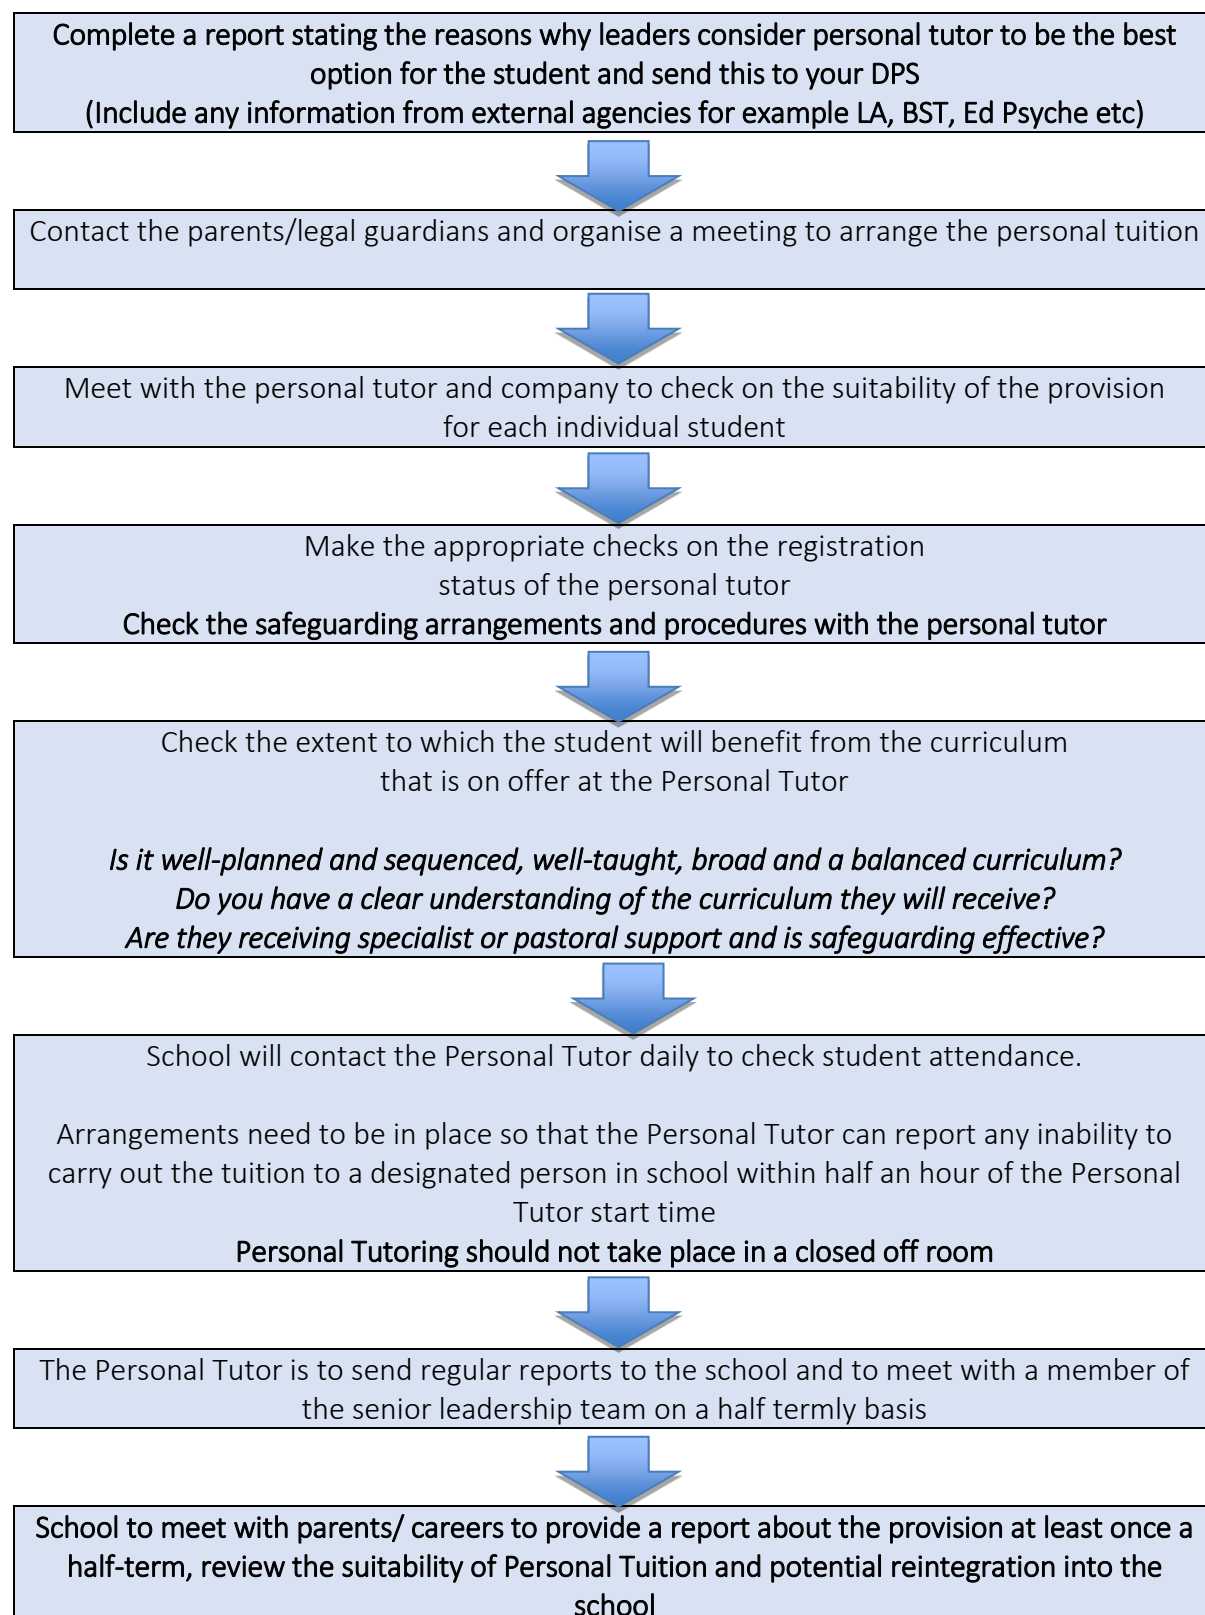 Complete a report stating the reasons why leaders consider personal tutor to be the best
option for the student and send this to your DPS
(Include any information from external agencies for example LA, BST, Ed Psyche etc)
Contact the parents/legal guardians and organise a meeting to arrange the personal tuition
Meet with the personal tutor and company to check on the suitability of the provision
for each individual student
Make the appropriate checks on the registration
status of the personal tutor
Check the safeguarding arrangements and procedures with the personal tutor
Check the extent to which the student will benefit from the curriculum
that is on offer at the Personal Tutor
Is it well-planned and sequenced, well-taught, broad and a balanced curriculum?
Do you have a clear understanding of the curriculum they will receive?
Are they receiving specialist or pastoral support and is safeguarding effective?
School will contact the Personal Tutor daily to check student attendance.
Arrangements need to be in place so that the Personal Tutor can report any inability to
carry out the tuition to a designated person in school within half an hour of the Personal
Tutor start time
Personal Tutoring should not take place in a closed off room
The Personal Tutor is to send regular reports to the school and to meet with a member of
the senior leadership team on a half termly basis
School to meet with parents/ careers to provide a report about the provision at least once a
half-term, review the suitability of Personal Tuition and potential reintegration into the
school